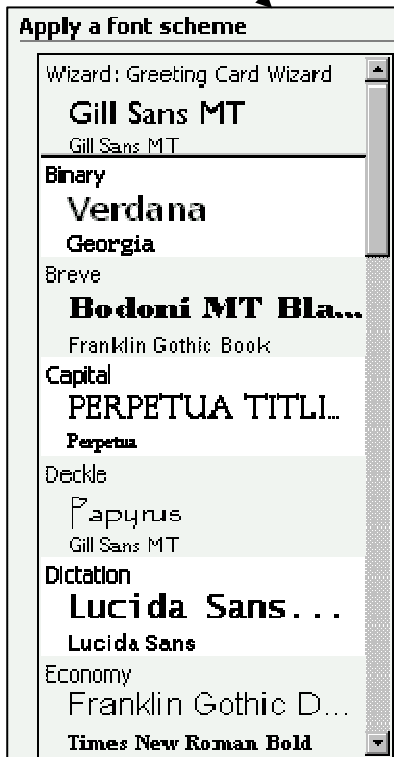 Apply a font scheme
Wizard: Greeting Card Wizard
Gill Sans MT
Gill Sans MT
Binary
Verdana
Georgia
Breve
Bodoni MT Bla...
Franklin Gothic Book
Capital
PERPETUA TITLI...
Perpetua
Deckle
Papyrus
Gill Sans MT
Dictation
Lucida Sans...
Lucida Sans
Economy
Franklin Gothic D...
Times New Roman Bold